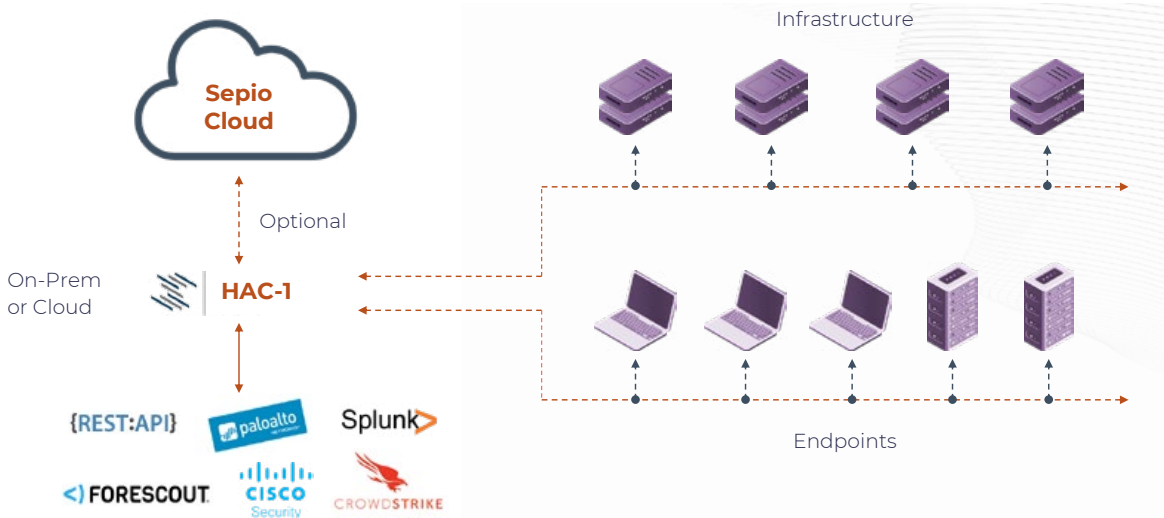 Infrastructure
Sepio
Cloud
Optional
On-Prem
or Cloud
HAC-1
{REST:API}
paloalto
Splunk>
FORESCOUT.
CISCO
Security
CROWDSTRIKE
Endpoints